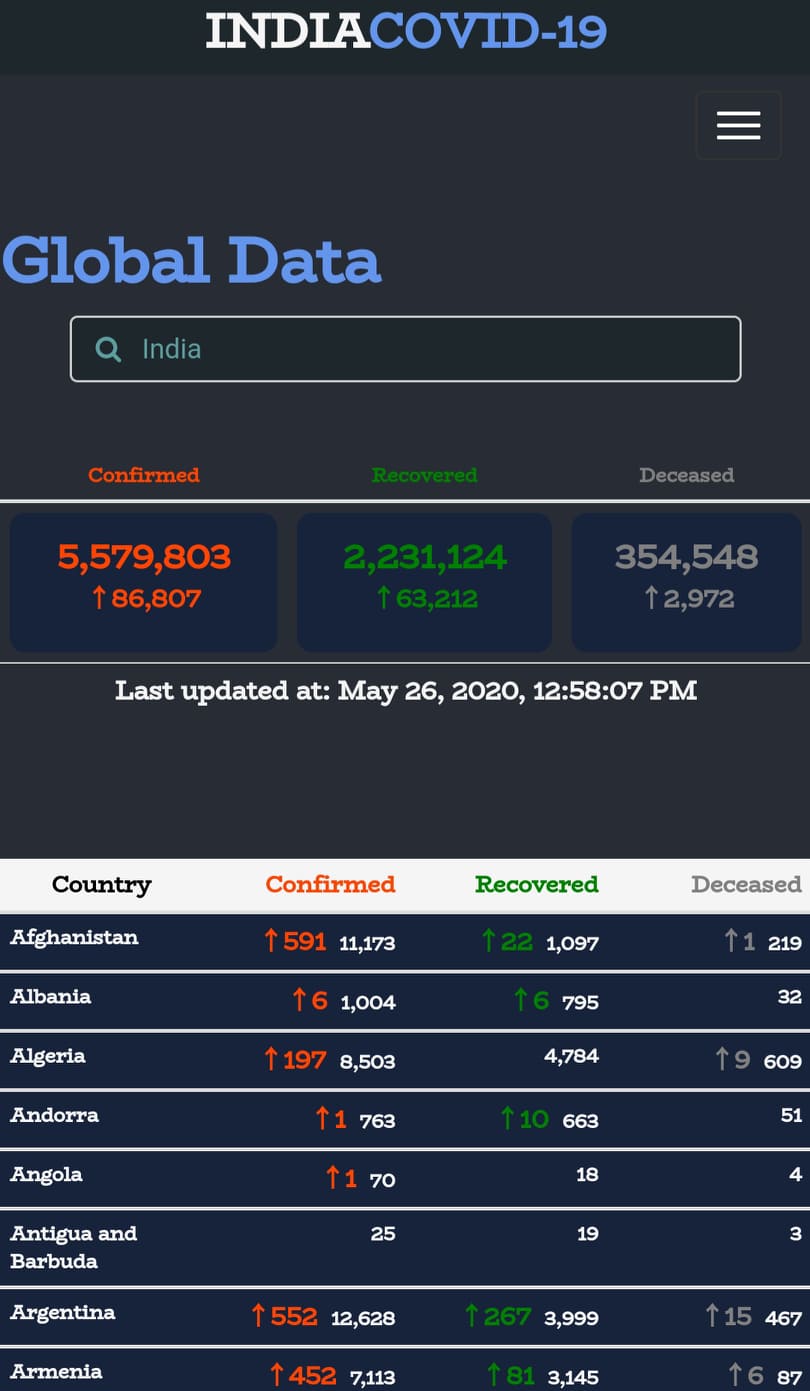 INDIACOVID-19
Global Data
India
Confirmed Recovered Deceased
5,579,803 2,231,124 354,548
↑86,807 ↑63,212 ↑2,972
Last updated at: May 26, 2020, 12:58:07 PM
Country Confirmed Recovered Deceased
Afghanistan ↑591 11,173 ↑22 1,097 ↑1 219
Albania ↑6 1,004 ↑6 795 32
Algeria ↑197 8,503 4,784 ↑9 609
Andorra ↑1 763 ↑10 663 51
Angola ↑1 70 18 4
Antigua and 25 19 3
Barbuda
Argentina ↑552 12,628 ↑267 3,999 ↑15 467
Armenia ↑452 7,113 ↑81 3,145 ↑6 87